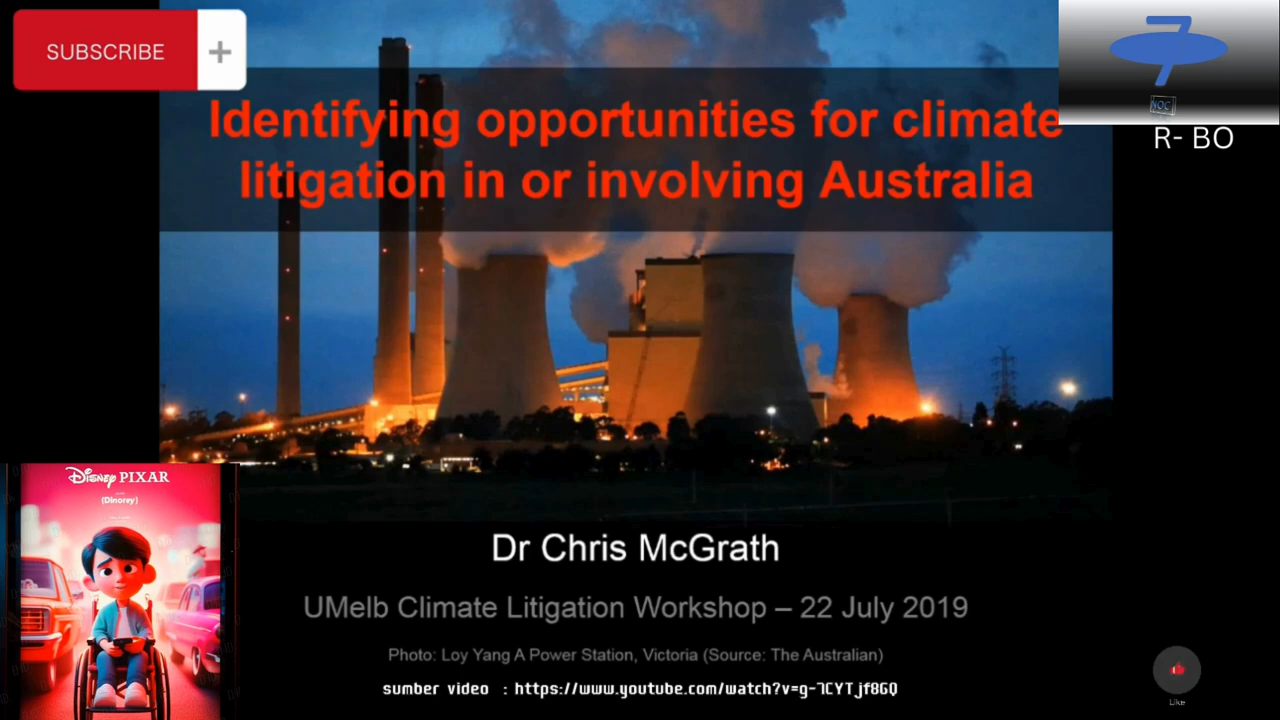 SUBSCRIBE +
7
NOC
R- BO
Identifying opportunities for climate
litigation in or involving Australia
DISNEY PIXAR
(Dinorey)
Dr Chris McGrath
UMelb Climate Litigation Workshop – 22 July 2019
Photo: Loy Yang A Power Station, Victoria (Source: The Australian)
sumber video : https://www.youtube.com/watch?v=g-7CYTjf8GQ
Like